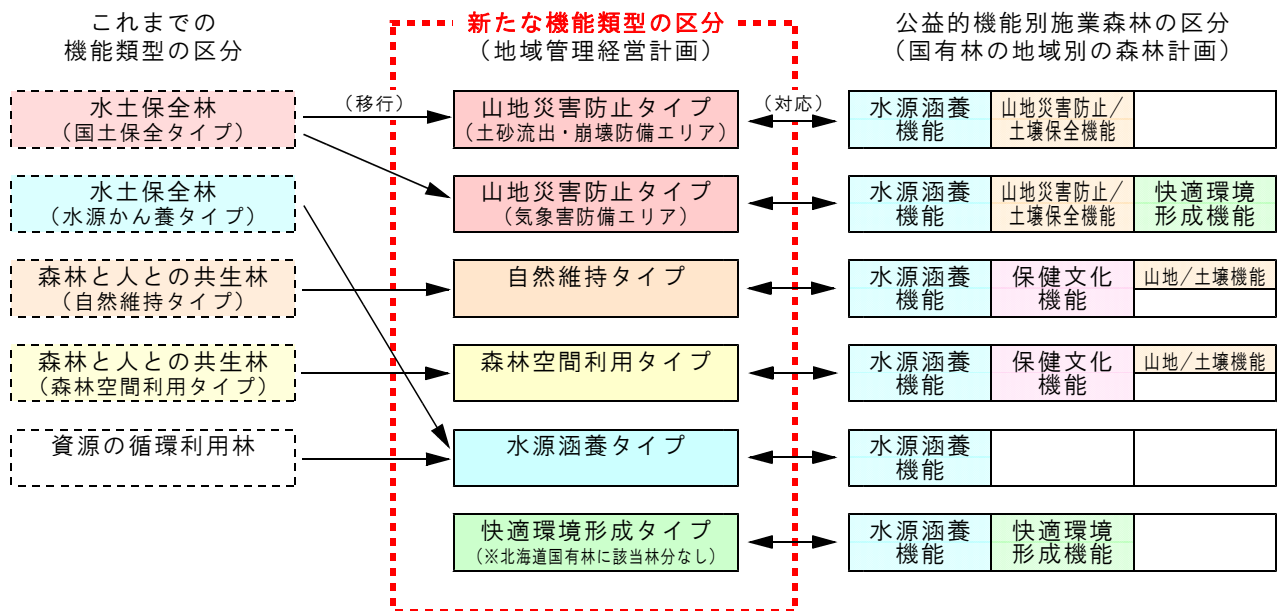 これまでの
機能類型の区分
新たな機能類型の区分
(地域管理経営計画)
公益的機能別施業森林の区分
(国有林の地域別の森林計画)
水土保全林
(国土保全タイプ)
(移行)
山地災害防止タイプ
(土砂流出・崩壊防備エリア)
(対応)
水源涵養
機能
山地災害防止/
土壌保全機能
水土保全林
(水源かん養タイプ)
山地災害防止タイプ
(気象害防備エリア)
水源涵養
機能
山地災害防止/
土壌保全機能
快適環境
形成機能
森林と人との共生林
(自然維持タイプ)
自然維持タイプ
水源涵養
機能
保健文化
機能
山地/土壌機能
森林と人との共生林
(森林空間利用タイプ)
森林空間利用タイプ
水源涵養
機能
保健文化
機能
山地/土壌機能
資源の循環利用林
水源涵養タイプ
水源涵養
機能
快適環境形成タイプ
(※北海道国有林に該当林分なし)
水源涵養
機能
快適環境
形成機能